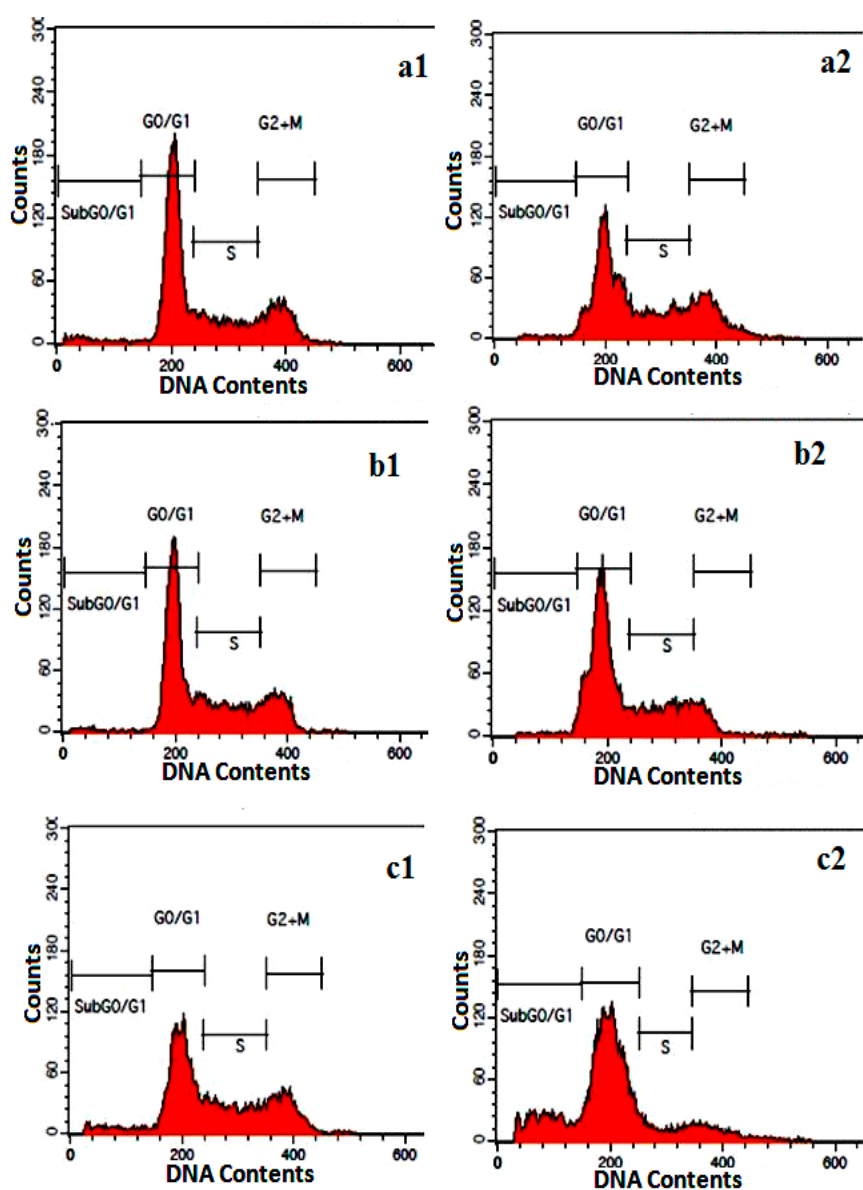 300
a1
240
G0/G1
G2+M
180
SubG0/G1
120
S
60
0
Counts
0 200 400 600
DNA Contents
300
a2
240
G0/G1
G2+M
180
SubG0/G1
120
S
60
0
Counts
0 200 400 600
DNA Contents
300
b1
240
G0/G1
G2+M
180
SubG0/G1
120
S
60
0
Counts
0 200 400 600
DNA Contents
300
b2
240
G0/G1
G2+M
180
SubG0/G1
120
S
60
0
Counts
0 200 400 600
DNA Contents
300
c1
240
G0/G1
G2+M
180
SubG0/G1
120
S
60
0
Counts
0 200 400 600
DNA Contents
300
c2
240
G0/G1
G2+M
180
SubG0/G1
120
S
60
0
Counts
0 200 400 600
DNA Contents